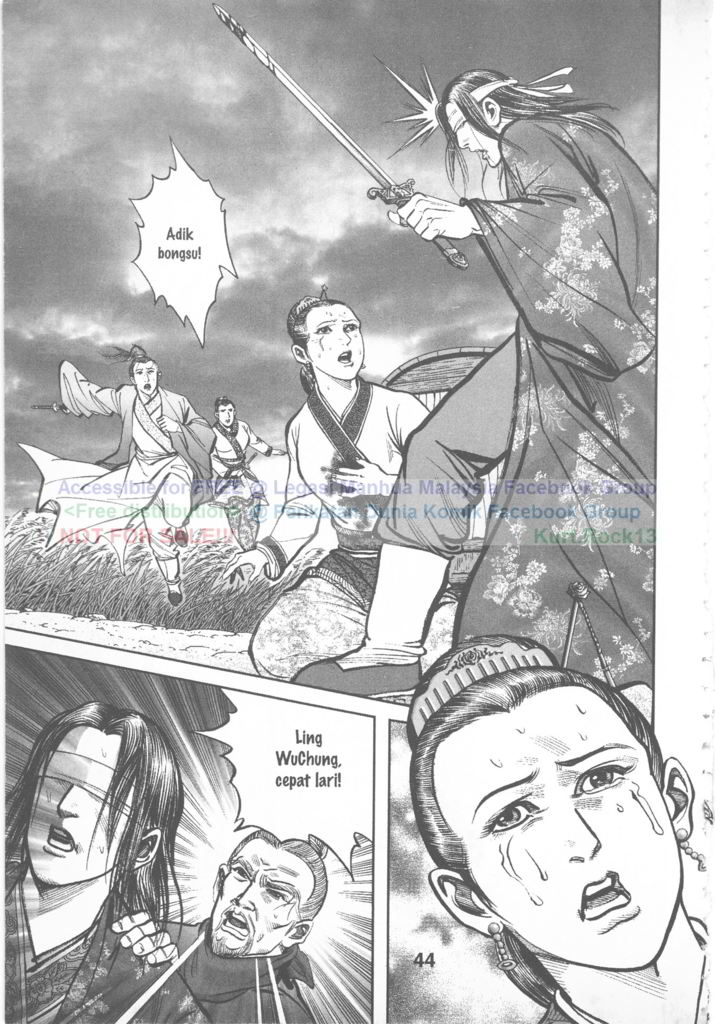 Adik
bongsu!
Accessible for FREE @ Legasi Manhua Malaysia Facebook Group
<Free distribution> @ Perikatan Dunia Komik Facebook Group
NOT FOR SALE!!! Kurt Rock13
Ling
WuChung,
cepat lari!
44